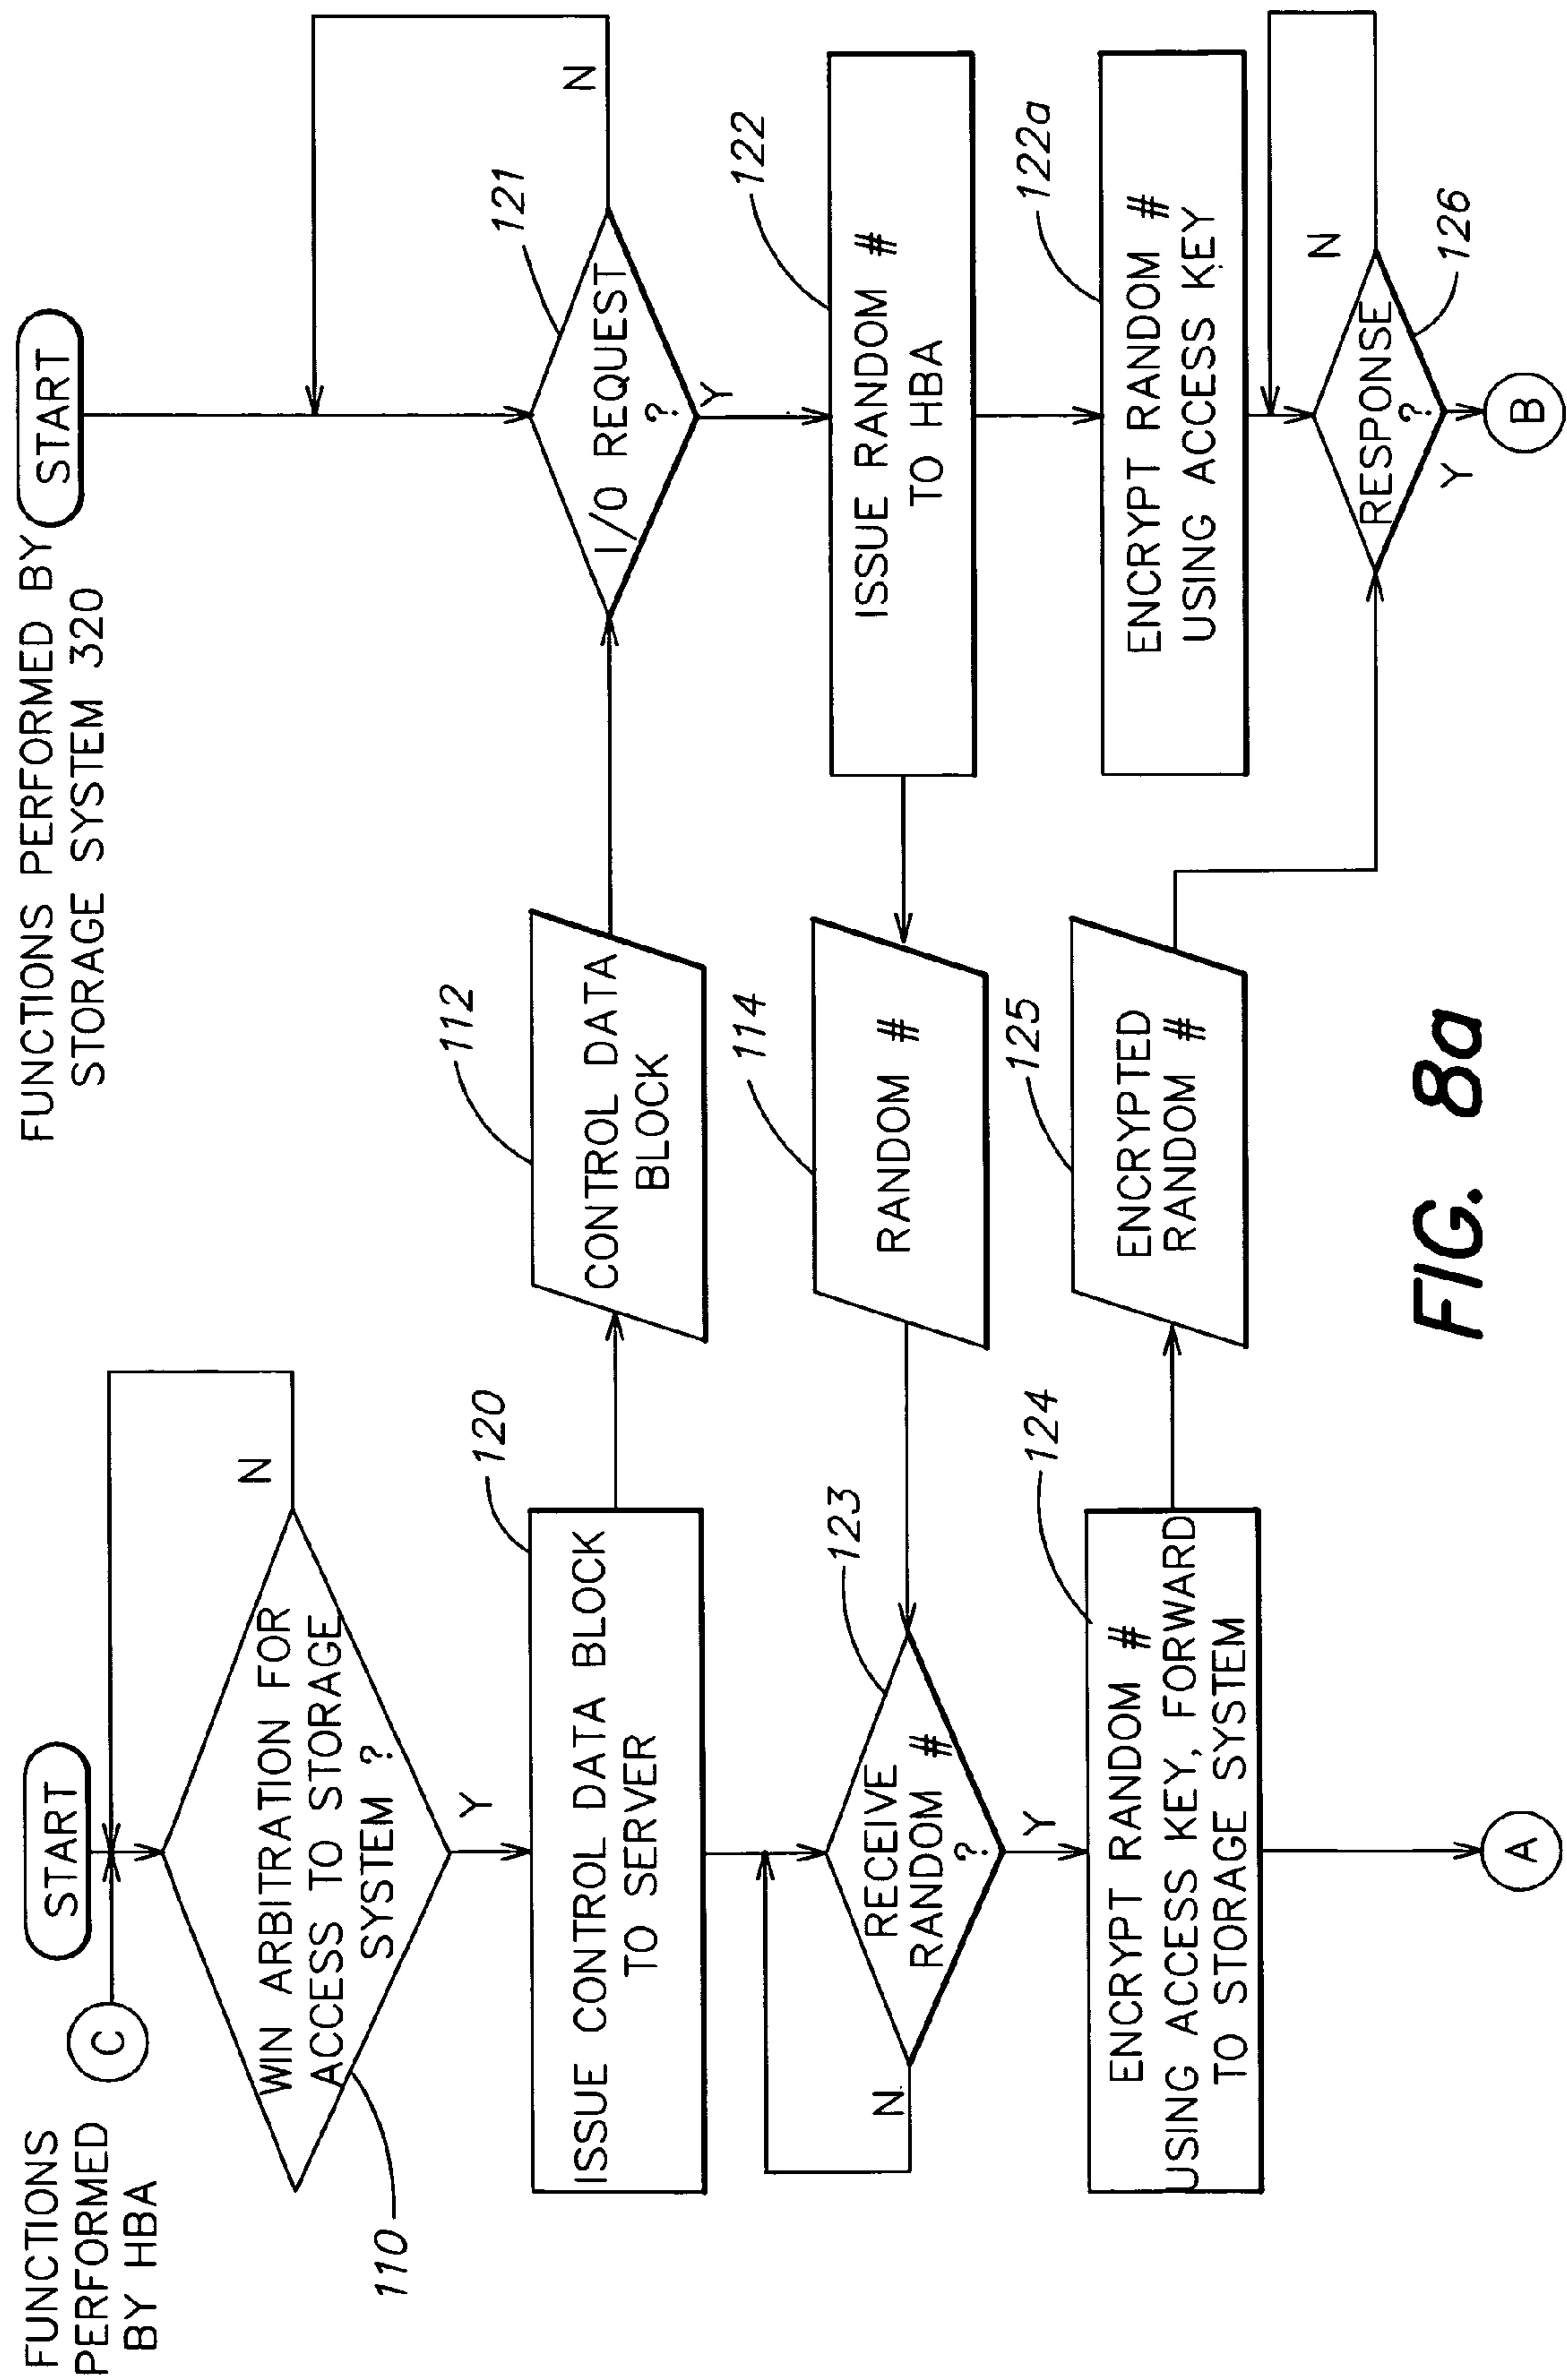 FUNCTIONS
PERFORMED
BY HBA
C
START
WIN ARBITRATION FOR
ACCESS TO STORAGE
SYSTEM ?
110
N
Y
ISSUE CONTROL DATA BLOCK
TO SERVER
120
RECEIVE
RANDOM #
?
123
N
Y
ENCRYPT RANDOM #
USING ACCESS KEY, FORWARD
TO STORAGE SYSTEM
124
A
CONTROL DATA
BLOCK
112
RANDOM #
114
ENCRYPTED
RANDOM #
125
FUNCTIONS PERFORMED BY
STORAGE SYSTEM 320
START
I/O REQUEST
?
121
N
Y
ISSUE RANDOM #
TO HBA
122
ENCRYPT RANDOM #
USING ACCESS KEY
122a
RESPONSE
?
126
N
Y
B
FIG. 8a